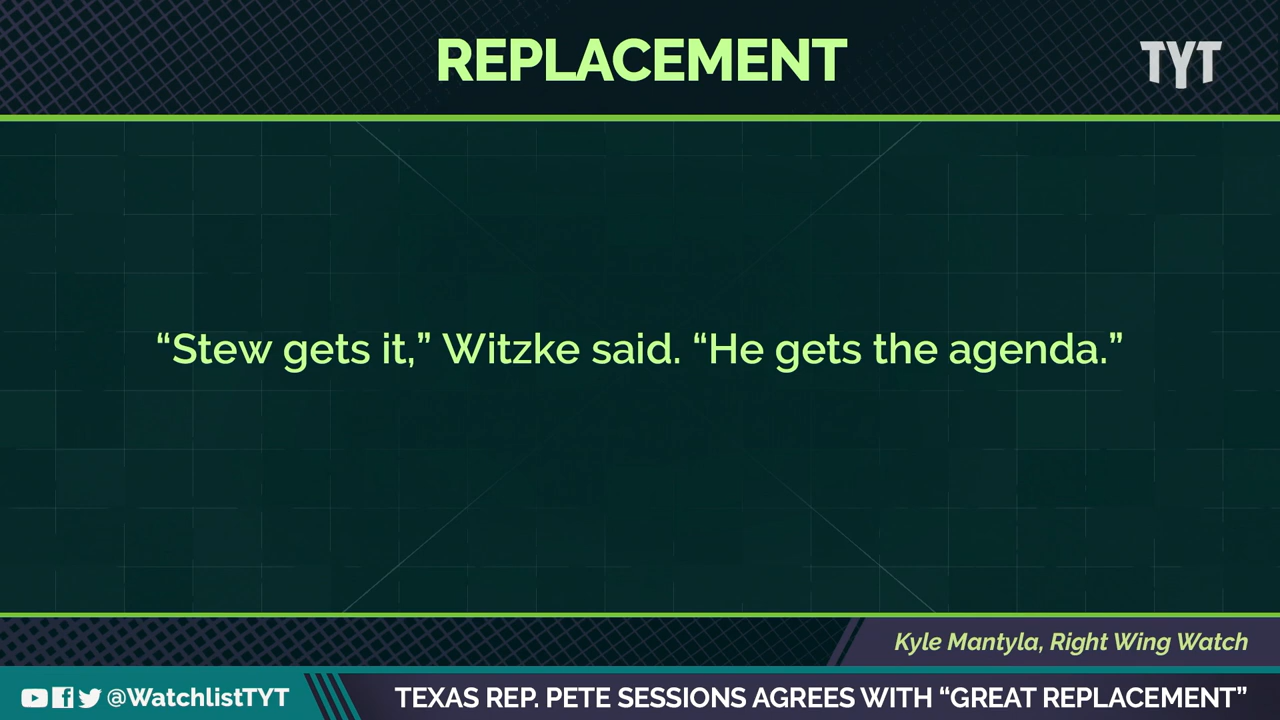 REPLACEMENT
TYT
“Stew gets it,” Witzke said. “He gets the agenda.”
Kyle Mantyla, Right Wing Watch
@WatchlistTYT
TEXAS REP. PETE SESSIONS AGREES WITH “GREAT REPLACEMENT”